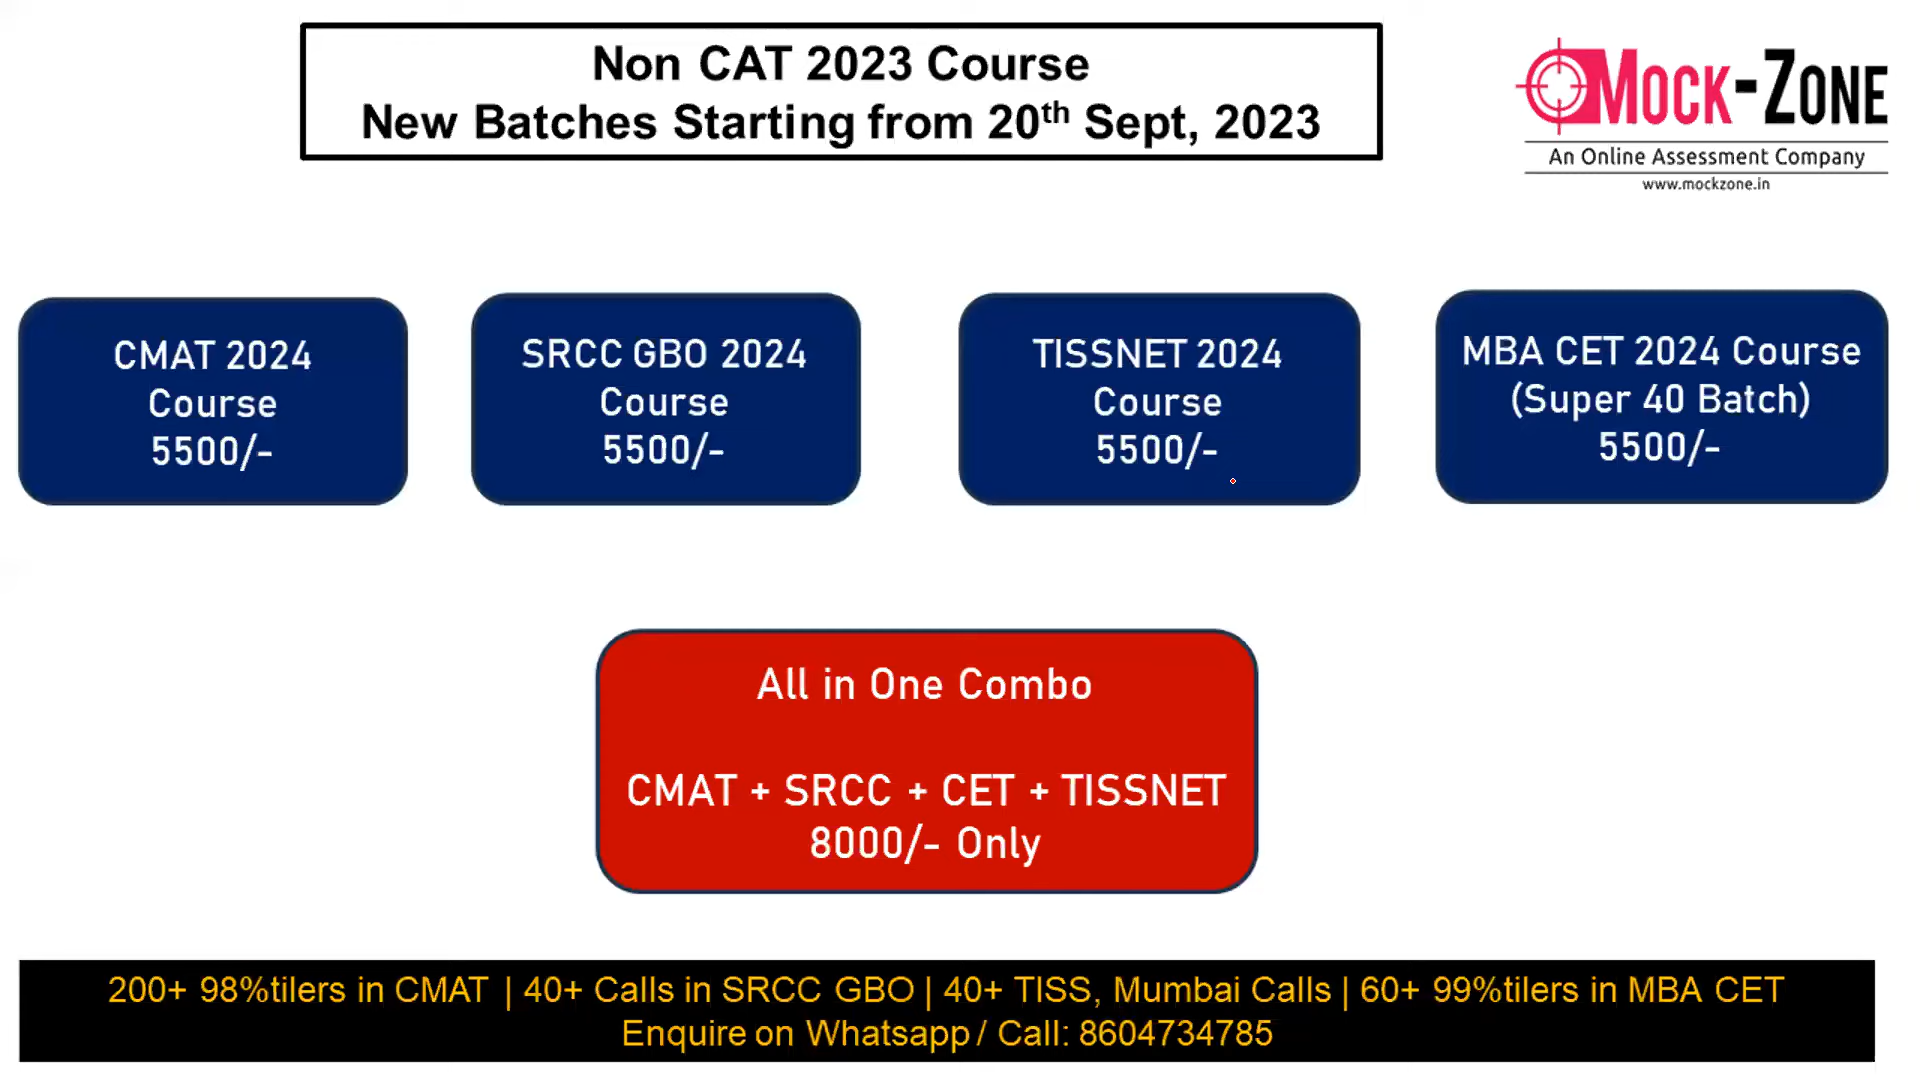 Non CAT 2023 Course
New Batches Starting from 20th Sept, 2023
MOCK-ZONE
An Online Assessment Company
www.mockzone.in
CMAT 2024
Course
5500/-
SRCC GBO 2024
Course
5500/-
TISSNET 2024
Course
5500/-
MBA CET 2024 Course
(Super 40 Batch)
5500/-
All in One Combo
CMAT + SRCC + CET + TISSNET
8000/- Only
200+ 98%tilers in CMAT | 40+ Calls in SRCC GBO | 40+ TISS, Mumbai Calls | 60+ 99%tilers in MBA CET
Enquire on Whatsapp / Call: 8604734785